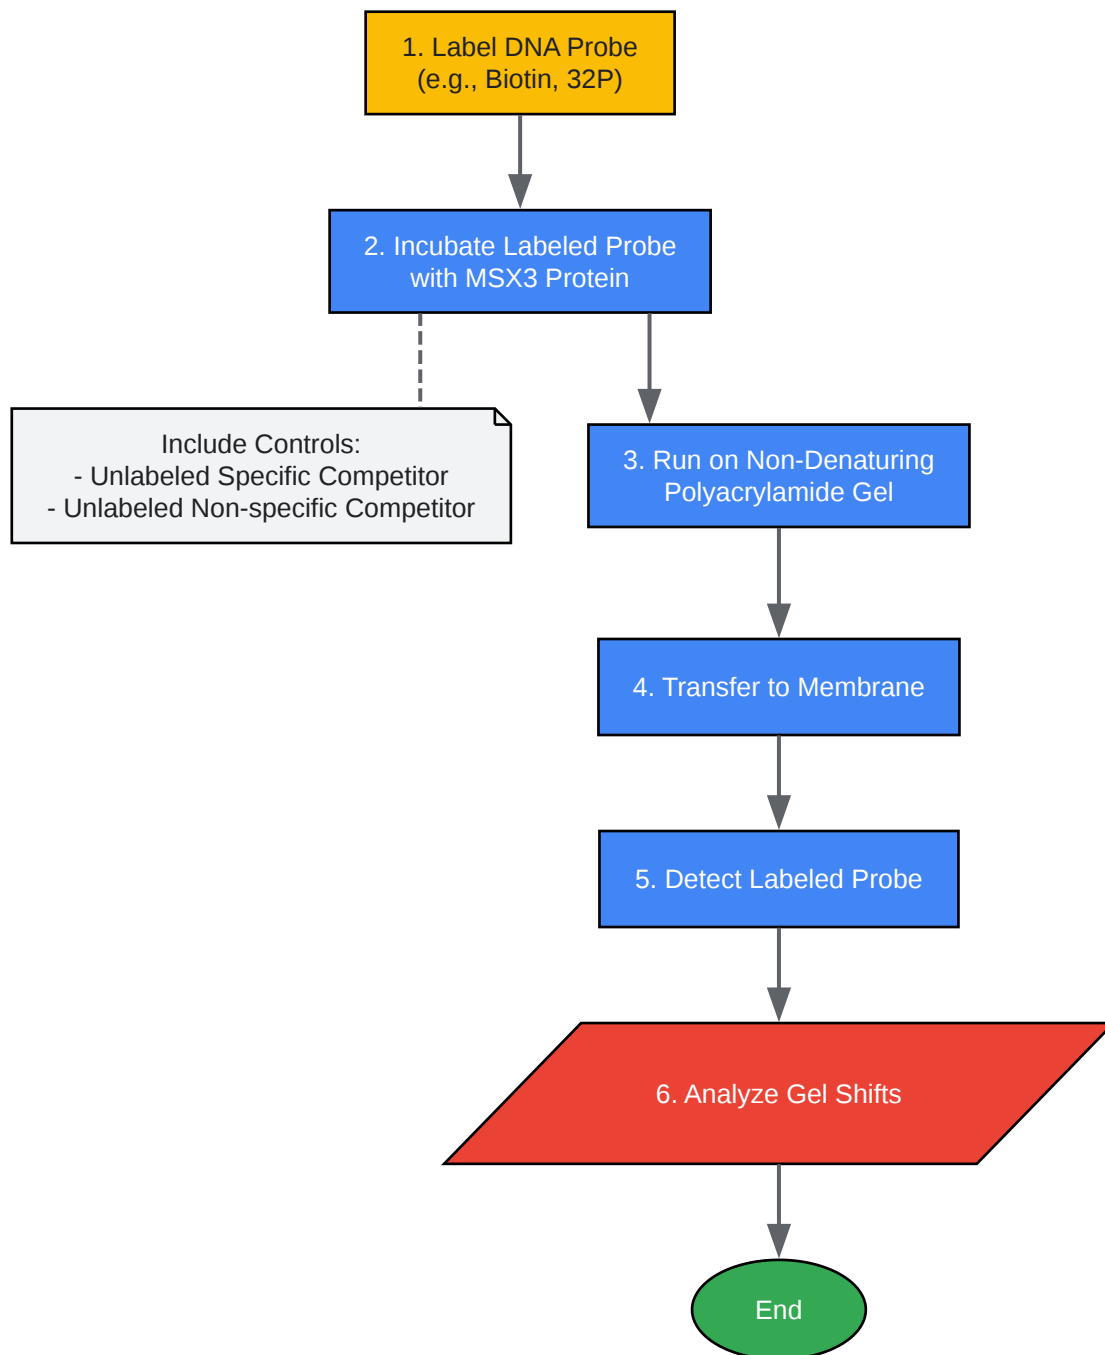 1. Label DNA Probe
(e.g., Biotin, 32P)
2. Incubate Labeled Probe
with MSX3 Protein
Include Controls:
- Unlabeled Specific Competitor
- Unlabeled Non-specific Competitor
3. Run on Non-Denaturing
Polyacrylamide Gel
4. Transfer to Membrane
5. Detect Labeled Probe
6. Analyze Gel Shifts
End